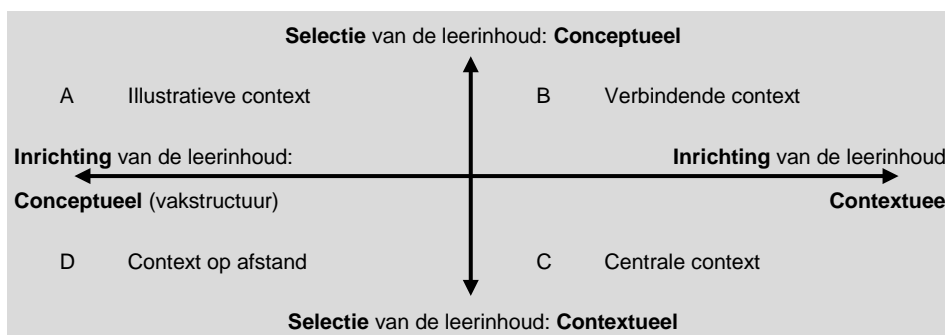 Selectie van de leerinhoud: Conceptueel
A Illustratieve context B Verbindende context
Inrichting van de leerinhoud: Inrichting van de leerinhoud
Conceptueel (vakstructuur) Contextuee
D Context op afstand C Centrale context
Selectie van de leerinhoud: Contextueel